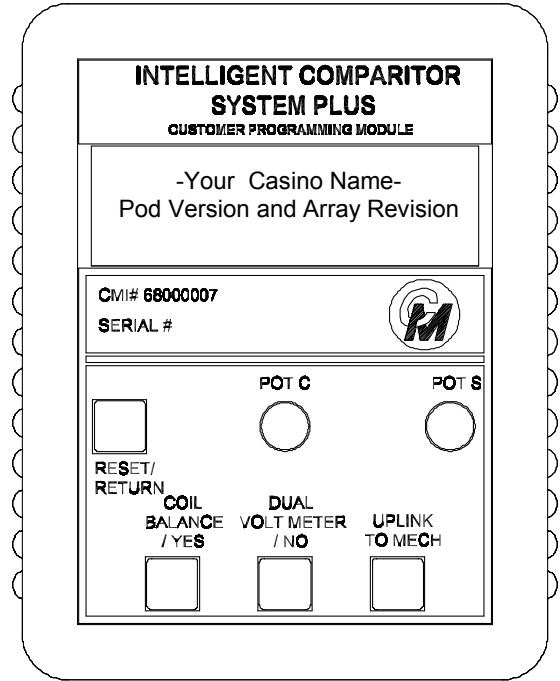 INTELLIGENT COMPARITOR
SYSTEM PLUS
CUSTOMER PROGRAMMING MODULE
-Your Casino Name-
Pod Version and Array Revision
CMI# 68000007
SERIAL #
CM
POT C
POT S
RESET/
RETURN
COIL
BALANCE
/ YES
DUAL
VOLT METER
/ NO
UPLINK
TO MECH